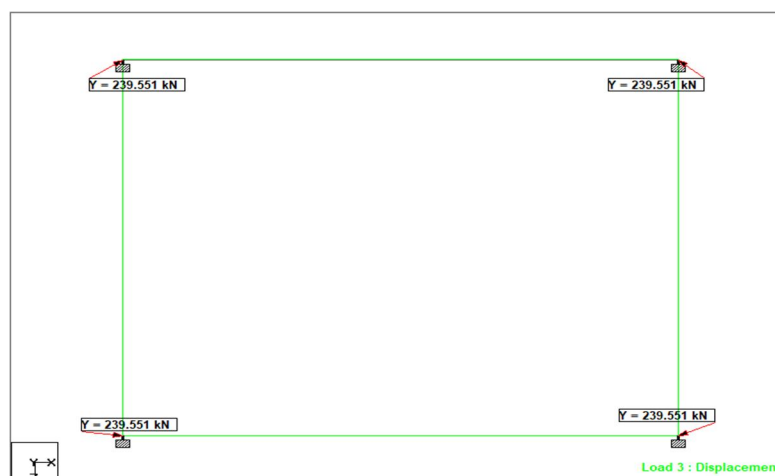 Y = 239.551 kN
Y = 239.551 kN
Y = 239.551 kN
Y = 239.551 kN
Load 3 : Displacemen
Y X